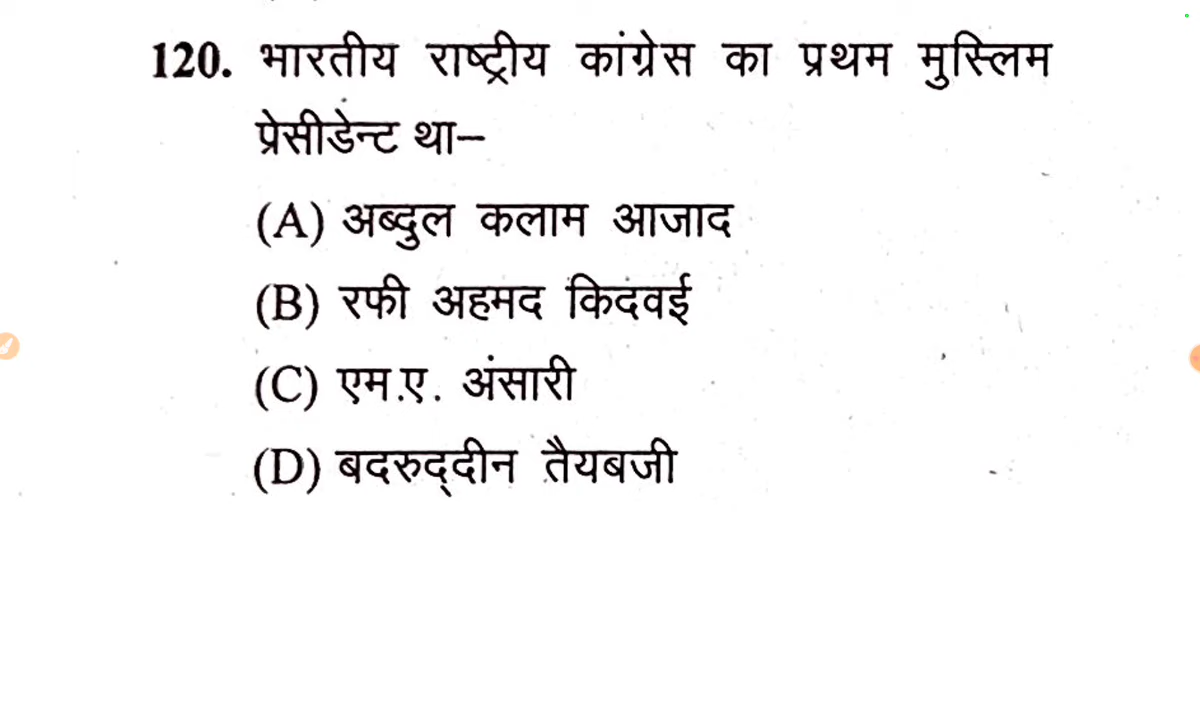 120. भारतीय राष्ट्रीय कांग्रेस का प्रथम मुस्लिम
प्रेसीडेन्ट था–
(A) अब्दुल कलाम आजाद
(B) रफी अहमद किदवई
(C) एम.ए. अंसारी
(D) बदरुद्दीन तैयबजी